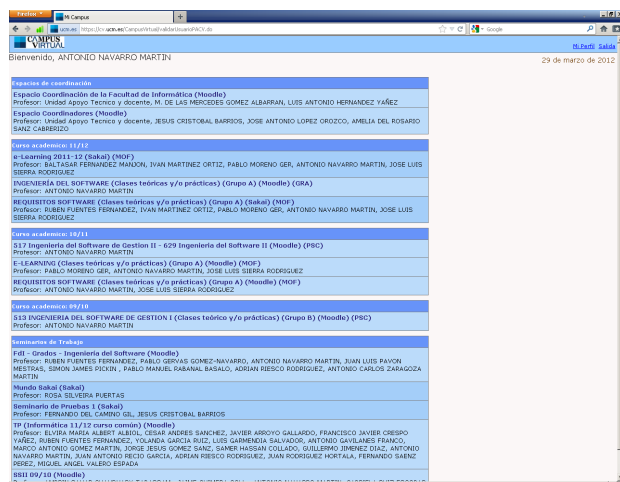 Firefox
Mi Campus
+
ucm.es https://cv.ucm.es/CampusVirtual/validarUsuarioPACY.do
Google
CAMPUS
VIRTUAL
Mi Perfil Salida
Bienvenido, ANTONIO NAVARRO MARTIN
29 de marzo de 2012
Espacios de coordinación
Espacio Coordinación de la Facultad de Informática (Moodle)
Profesor: Unidad Apoyo Tecnico y docente, M. DE LAS MERCEDES GOMEZ ALBARRAN, LUIS ANTONIO HERNANDEZ YAÑEZ
Espacio Coordinadores (Moodle)
Profesor: Unidad Apoyo Tecnico y docente, JESUS CRISTOBAL BARRIOS, JOSE ANTONIO LOPEZ OROZCO, AMELIA DEL ROSARIO
SANZ CABRERIZO
Curso academico: 11/12
e-Learning 2011-12 (Sakai) (MOF)
Profesor: BALTASAR FERNANDEZ MANJON, IVAN MARTINEZ ORTIZ, PABLO MORENO GER, ANTONIO NAVARRO MARTIN, JOSE LUIS
SIERRA RODRIGUEZ
INGENIERÍA DEL SOFTWARE (Clases teóricas y/o prácticas) (Grupo A) (Moodle) (GRA)
Profesor: ANTONIO NAVARRO MARTIN
REQUISITOS SOFTWARE (Clases teóricas y/o prácticas) (Grupo A) (Sakai) (MOF)
Profesor: RUBEN FUENTES FERNANDEZ, IVAN MARTINEZ ORTIZ, PABLO MORENO GER, ANTONIO NAVARRO MARTIN, JOSE LUIS
SIERRA RODRIGUEZ
Curso academico: 10/11
517 Ingenieria del Software de Gestion II - 629 Ingenieria del Software II (Moodle) (PSC)
Profesor: ANTONIO NAVARRO MARTIN
E-LEARNING (Clases teóricas y/o prácticas) (Grupo A) (Moodle) (MOF)
Profesor: PABLO MORENO GER, ANTONIO NAVARRO MARTIN, JOSE LUIS SIERRA RODRIGUEZ
REQUISITOS SOFTWARE (Clases teóricas y/o prácticas) (Grupo A) (Moodle) (MOF)
Profesor: ANTONIO NAVARRO MARTIN, JOSE LUIS SIERRA RODRIGUEZ
Curso academico: 09/10
513 INGENIERIA DEL SOFTWARE DE GESTION I (Clases teórico y/o prácticas) (Grupo B) (Moodle) (PSC)
Profesor: ANTONIO NAVARRO MARTIN
Seminarios de Trabajo
FdI - Grados - Ingeniería del Software (Moodle)
Profesor: RUBEN FUENTES FERNANDEZ, PABLO GERVAS GOMEZ-NAVARRO, ANTONIO NAVARRO MARTIN, JUAN LUIS PAVON
MESTRAS, SIMON JAMES PICKIN , PABLO MANUEL RABANAL BASALO, ADRIAN RIESCO RODRIGUEZ, ANTONIO CARLOS ZARAGOZA
MARTIN
Mundo Sakai (Sakai)
Profesor: ROSA SILVEIRA PUERTAS
Seminario de Pruebas 1 (Sakai)
Profesor: FERNANDO DEL CAMINO GIL, JESUS CRISTOBAL BARRIOS
TP (Informática 11/12 curso común) (Moodle)
Profesor: ELVIRA MARIA ALBERT ALBIOL, CESAR ANDRES SANCHEZ, JAVIER ARROYO GALLARDO, FRANCISCO JAVIER CRESPO
YAÑEZ, RUBEN FUENTES FERNANDEZ, YOLANDA GARCIA RUIZ, LUIS GARMENDIA SALVADOR, ANTONIO GAVILANES FRANCO,
MARCO ANTONIO GOMEZ MARTIN, JORGE JESUS GOMEZ SANZ, SAMER HASSAN COLLADO, GUILLERMO JIMENEZ DIAZ, ANTONIO
NAVARRO MARTIN, JUAN ANTONIO RECIO GARCIA, ADRIAN RIESCO RODRIGUEZ, JUAN RODRIGUEZ HORTALA, FERNANDO SAENZ
PEREZ, MIGUEL ANGEL VALERO ESPADA
SSII 09/10 (Moodle)